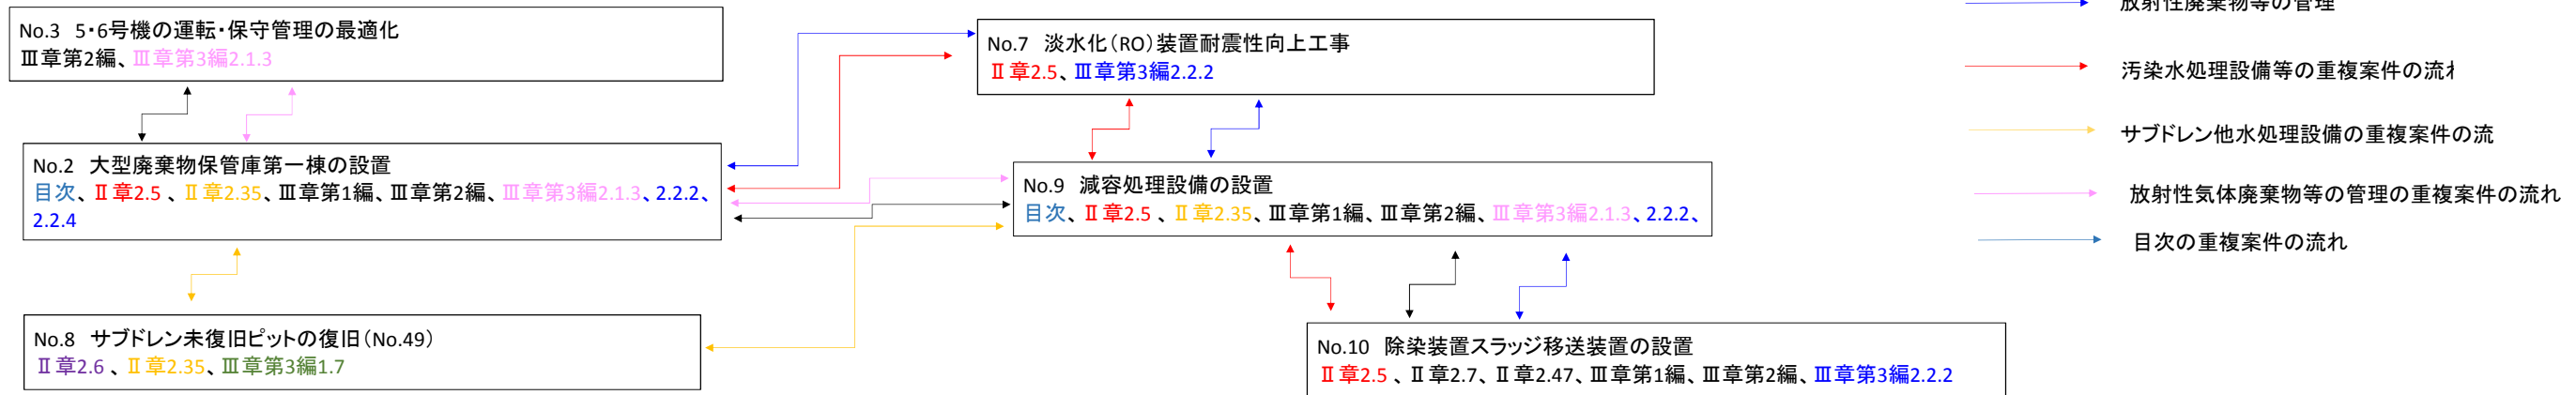 No.3 5・6号機の運転・保守管理の最適化
Ⅲ章第2編、Ⅲ章第3編2.1.3
No.2 大型廃棄物保管庫第一棟の設置
目次、Ⅱ章2.5 、Ⅱ章2.35、Ⅲ章第1編、Ⅲ章第2編、Ⅲ章第3編2.1.3、2.2.2、
2.2.4
No.8 サブドレン未復旧ピットの復旧（No.49）
Ⅱ章2.6 、Ⅱ章2.35、Ⅲ章第3編1.7
No.7 淡水化（RO）装置耐震性向上工事
Ⅱ章2.5、Ⅲ章第3編2.2.2
No.9 減容処理設備の設置
目次、Ⅱ章2.5 、Ⅱ章2.35、Ⅲ章第1編、Ⅲ章第2編、Ⅲ章第3編2.1.3、2.2.2、
No.10 除染装置スラッジ移送装置の設置
Ⅱ章2.5 、Ⅱ章2.7、Ⅱ章2.47、Ⅲ章第1編、Ⅲ章第2編、Ⅲ章第3編2.2.2
放射性廃棄物等の管理
汚染水処理設備等の重複案件の流れ
サブドレン他水処理設備の重複案件の流
放射性気体廃棄物等の管理の重複案件の流れ
目次の重複案件の流れ